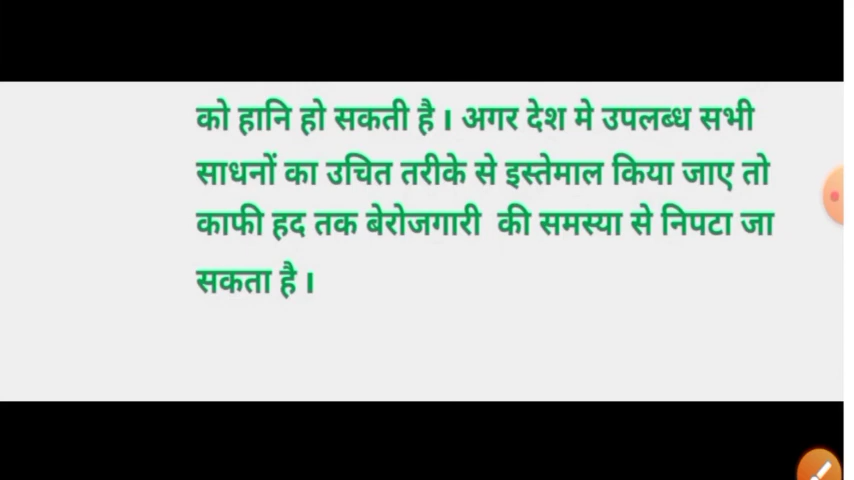 को हानि हो सकती है । अगर देश मे उपलब्ध सभी
साधनों का उचित तरीके से इस्तेमाल किया जाए तो
काफी हद तक बेरोजगारी की समस्या से निपटा जा
सकता है ।